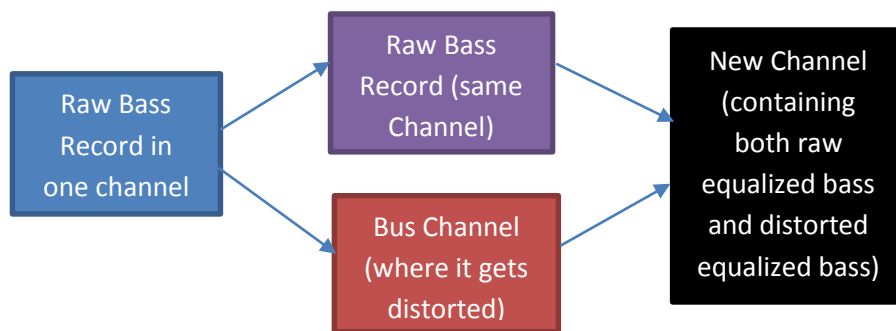 Raw Bass
Record in
one channel
Raw Bass
Record (same
Channel)
Bus Channel
(where it gets
distorted)
New Channel
(containing
both raw
equalized bass
and distorted
equalized bass)